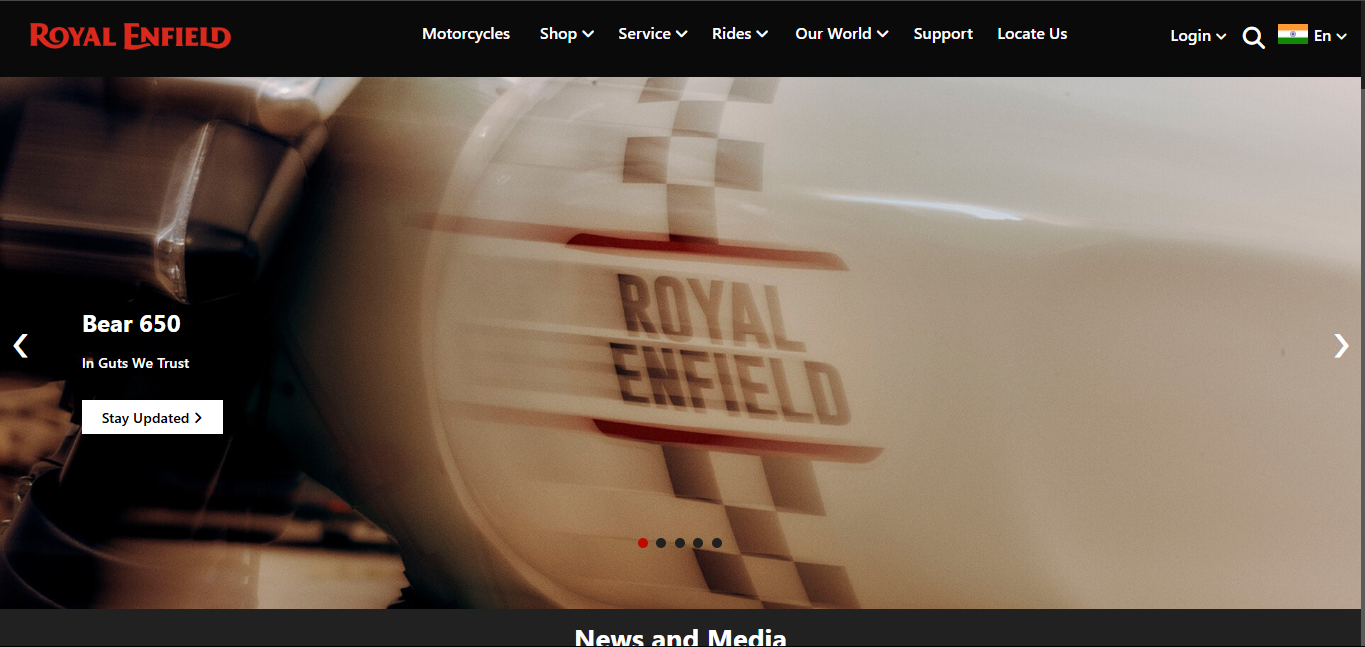 ROYAL ENFIELD
Motorcycles
Shop
Service
Rides
Our World
Support
Locate Us
Login
En
ROYAL
ENFIELD
Bear 650
In Guts We Trust
Stay Updated
News and Media